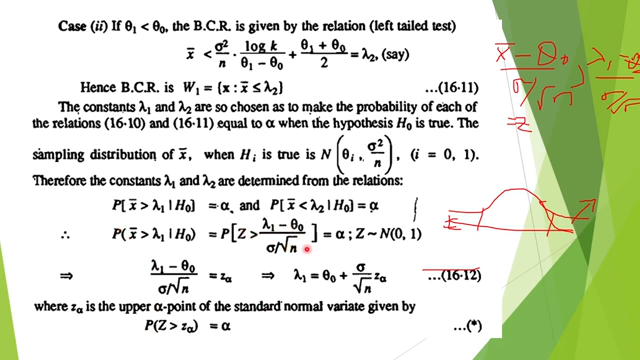 Case (ii) If θ₁ < θ₀, the B.C.R. is given by the relation (left tailed test)
x̄ < σ²/n · log k/(θ₁ − θ₀) + (θ₁ + θ₀)/2 = λ₂, (say)
Hence B.C.R. is W₁ = {x : x̄ ≤ λ₂} ...(16·11)
The constants λ₁ and λ₂ are so chosen as to make the probability of each of
the relations (16·10) and (16·11) equal to α when the hypothesis H₀ is true. The
sampling distribution of x̄, when Hᵢ is true is N(θᵢ, σ²/n), (i = 0, 1).
Therefore the constants λ₁ and λ₂ are determined from the relations:
P[x̄ > λ₁ | H₀] = α and P[x̄ < λ₂ | H₀] = α
∴ P(x̄ > λ₁ | H₀) = P[Z > (λ₁ − θ₀)/(σ/√n)] = α ; Z ~ N(0, 1)
⇒ (λ₁ − θ₀)/(σ/√n) = zα ⇒ λ₁ = θ₀ + σ/√n zα ...(16·12)
where zα is the upper α-point of the standard normal variate given by
P(Z > zα) = α ...(*)
x̄ − θ₀
σ/√n
= z